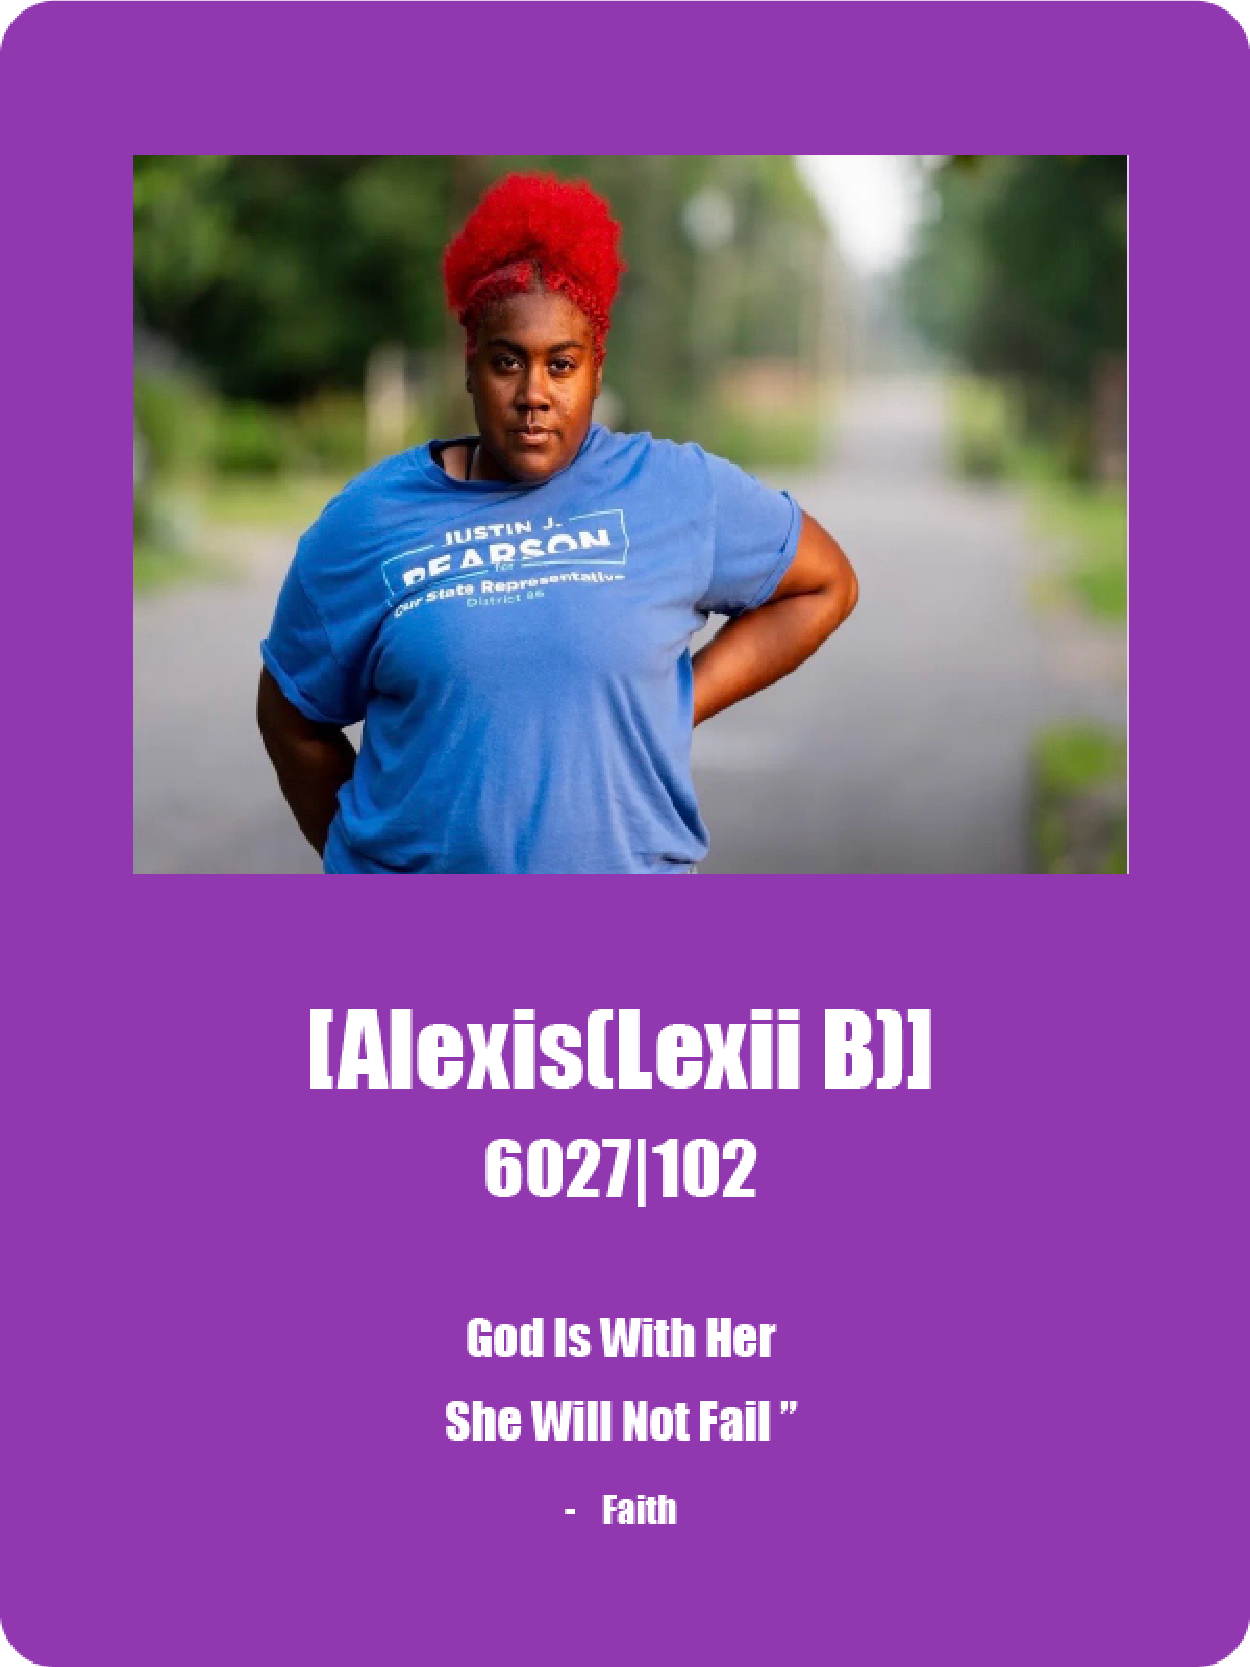 JUSTIN J.
PEARSON
for
Our State Representative
District 86
[Alexis(Lexii B)]
6027|102
God Is With Her
She Will Not Fail ”
- Faith